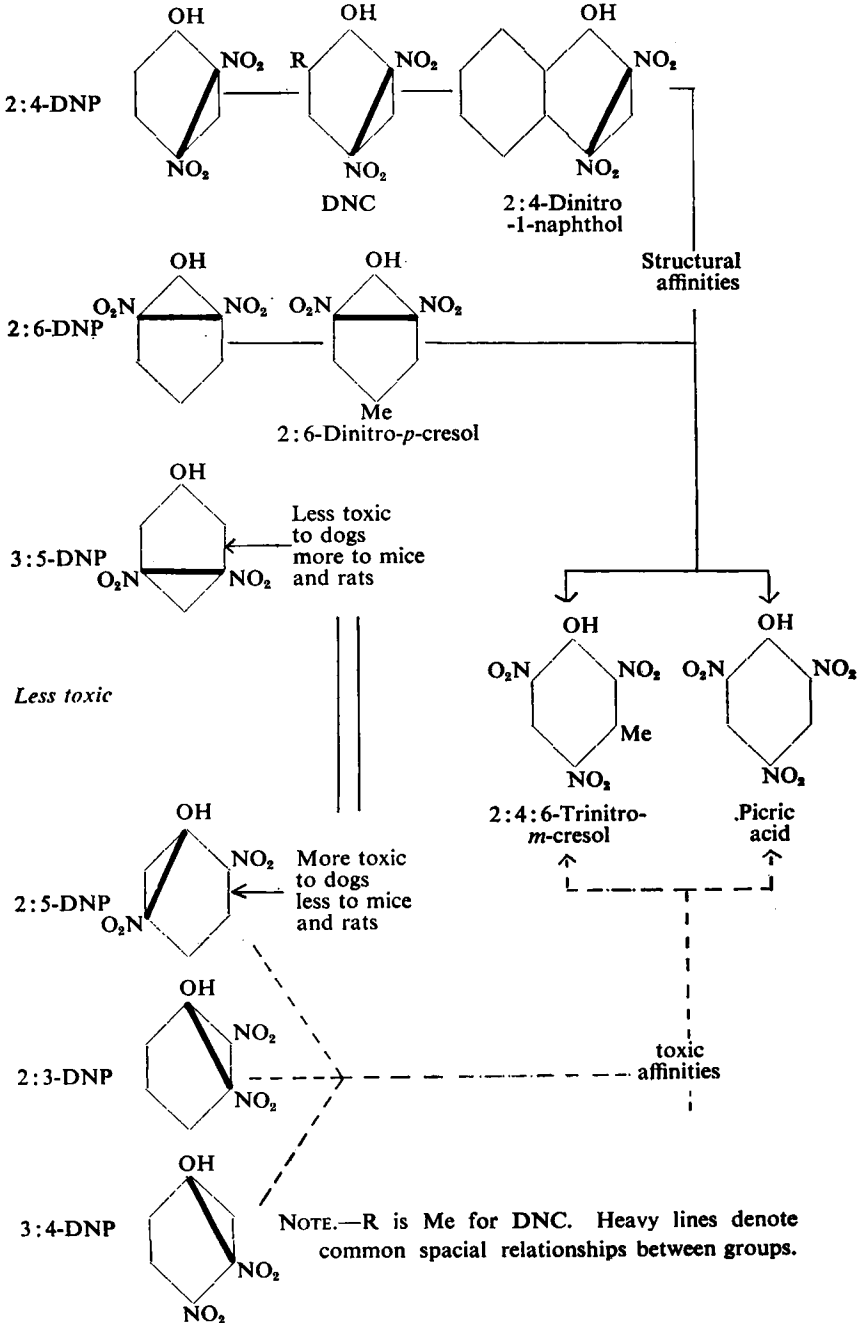 OH
NO₂
2:4-DNP
NO₂
OH
R
NO₂
NO₂
DNC
OH
NO₂
NO₂
2:4-Dinitro
-1-naphthol
Structural
affinities
OH
O₂N
NO₂
2:6-DNP
OH
O₂N
NO₂
Me
2:6-Dinitro-p-cresol
OH
3:5-DNP
O₂N
NO₂
Less toxic
to dogs
more to mice
and rats
Less toxic
OH
O₂N
NO₂
Me
NO₂
2:4:6-Trinitro-
m-cresol
OH
O₂N
NO₂
NO₂
.Picric
acid
OH
NO₂
2:5-DNP
O₂N
More toxic
to dogs
less to mice
and rats
OH
NO₂
2:3-DNP
NO₂
toxic
affinities
OH
3:4-DNP
NO₂
NO₂
NOTE.—R is Me for DNC. Heavy lines denote
common spacial relationships between groups.